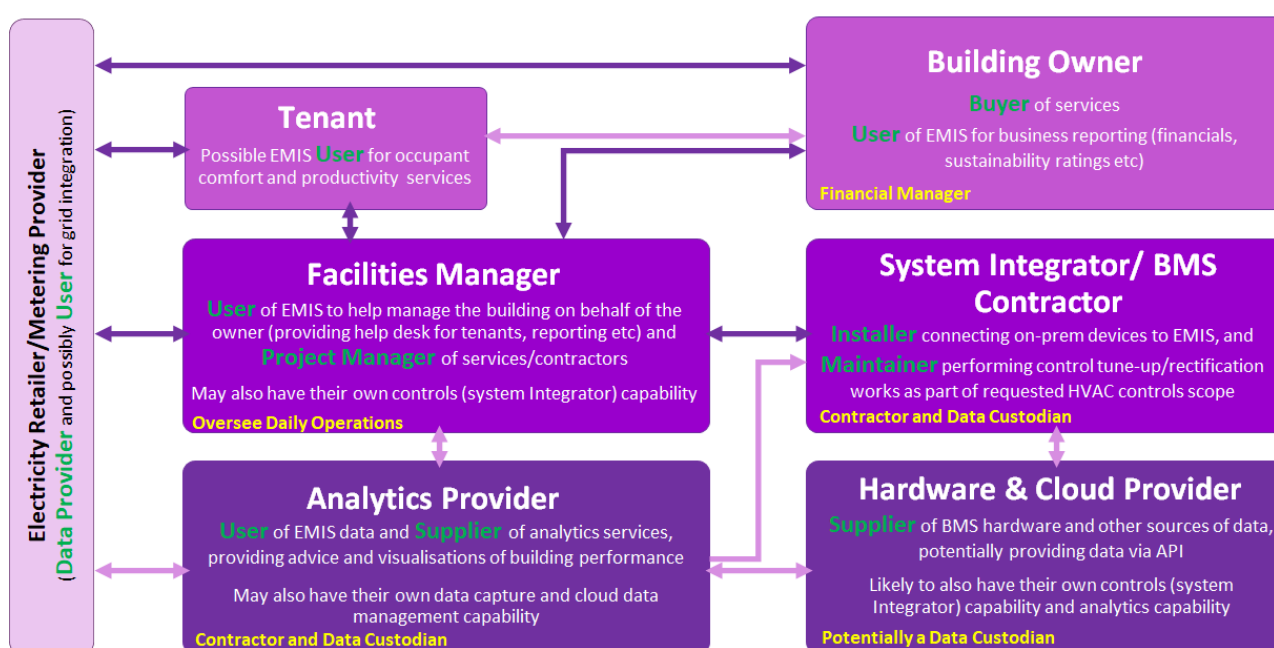 Electricity Retailer/Metering Provider
(Data Provider and possibly User for grid integration)
Building Owner
Buyer of services
User of EMIS for business reporting (financials,
sustainability ratings etc)
Financial Manager
Tenant
Possible EMIS User for occupant
comfort and productivity services
Facilities Manager
User of EMIS to help manage the building on behalf of the
owner (providing help desk for tenants, reporting etc) and
Project Manager of services/contractors
May also have their own controls (system Integrator) capability
Oversee Daily Operations
System Integrator/ BMS
Contractor
Installer connecting on-prem devices to EMIS, and
Maintainer performing control tune-up/rectification
works as part of requested HVAC controls scope
Contractor and Data Custodian
Analytics Provider
User of EMIS data and Supplier of analytics services,
providing advice and visualisations of building performance
May also have their own data capture and cloud data
management capability
Contractor and Data Custodian
Hardware & Cloud Provider
Supplier of BMS hardware and other sources of data,
potentially providing data via API
Likely to also have their own controls (system
Integrator) capability and analytics capability
Potentially a Data Custodian